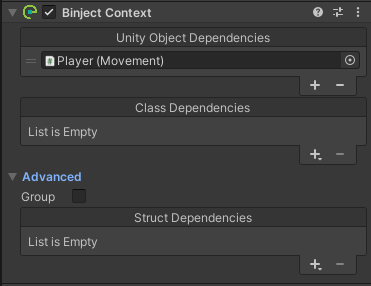 Binject Context
Unity Object Dependencies
Player (Movement)
Class Dependencies
List is Empty
Advanced
Group
Struct Dependencies
List is Empty